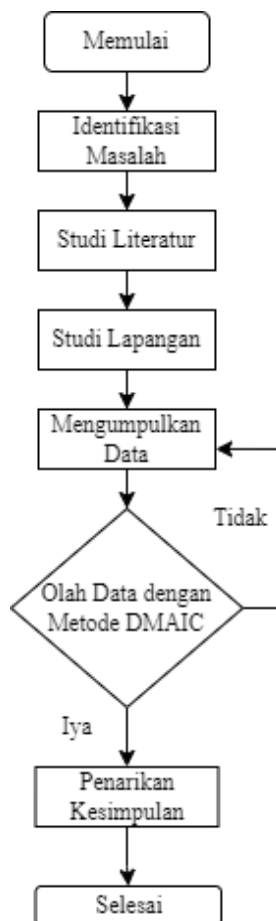 Memulai
Identifikasi
Masalah
Studi Literatur
Studi Lapangan
Mengumpulkan
Data
Tidak
Olah Data dengan
Metode DMAIC
Iya
Penarikan
Kesimpulan
Selesai